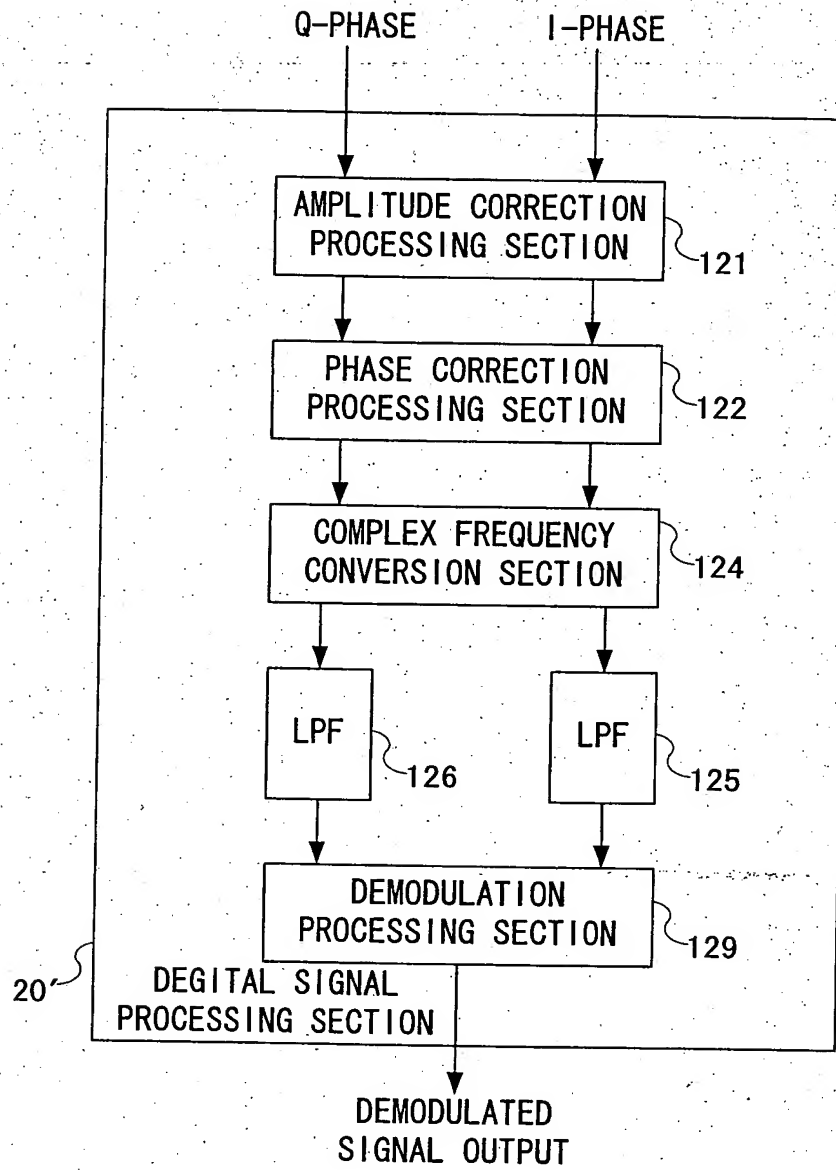 Q-PHASE I-PHASE
AMPLITUDE CORRECTION
PROCESSING SECTION
121
PHASE CORRECTION
PROCESSING SECTION
122
COMPLEX FREQUENCY
CONVERSION SECTION
124
LPF
126
LPF
125
DEMODULATION
PROCESSING SECTION
129
20′
DEGITAL SIGNAL
PROCESSING SECTION
DEMODULATED
SIGNAL OUTPUT